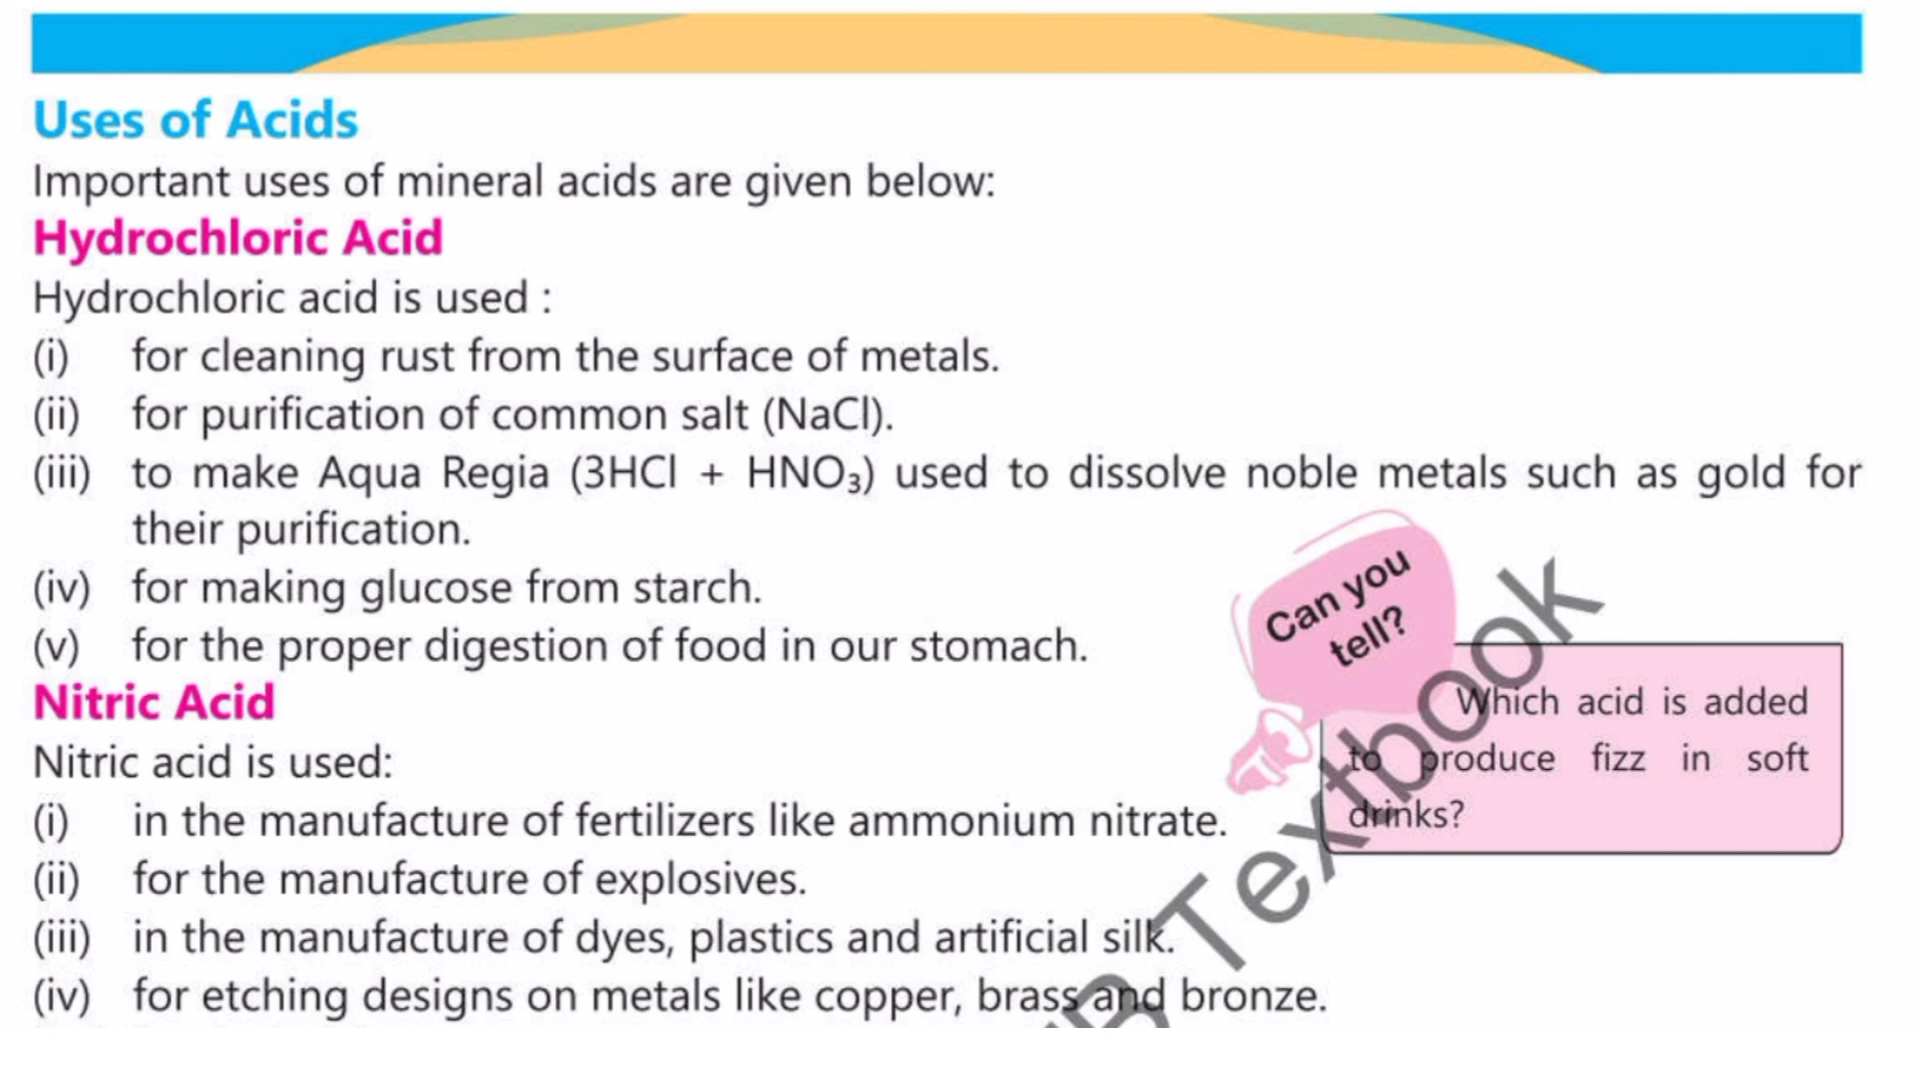 Uses of Acids
Important uses of mineral acids are given below:
Hydrochloric Acid
Hydrochloric acid is used :
(i) for cleaning rust from the surface of metals.
(ii) for purification of common salt (NaCl).
(iii) to make Aqua Regia (3HCl + HNO₃) used to dissolve noble metals such as gold for
their purification.
(iv) for making glucose from starch.
(v) for the proper digestion of food in our stomach.
Nitric Acid
Nitric acid is used:
(i) in the manufacture of fertilizers like ammonium nitrate.
(ii) for the manufacture of explosives.
(iii) in the manufacture of dyes, plastics and artificial silk.
(iv) for etching designs on metals like copper, brass and bronze.
Can you
tell?
Which acid is added
to produce fizz in soft
drinks?
Textbook